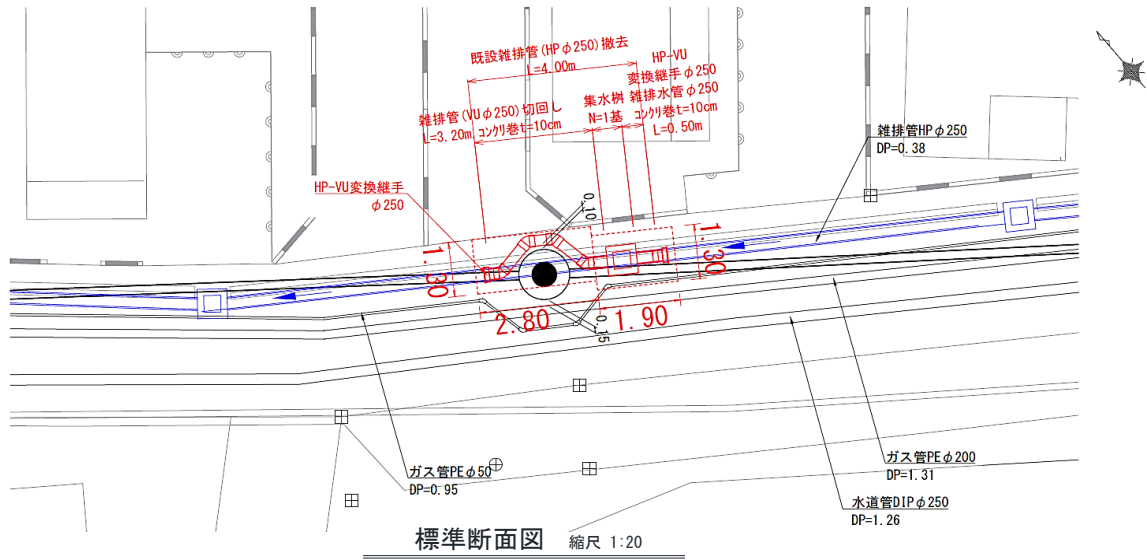 既設雑排管(HPφ250)撤去
L=4.00m
HP-VU
変換継手φ250
雑排水管φ250
コンクリ巻t=10cm
L=0.50m
集水桝
N=1基
雑排管(VUφ250)切回し
L=3.20m, コンクリ巻t=10cm
HP-VU変換継手
φ250
雑排管HPφ250
DP=0.38
0.10
1.30
1.30
2.80
1.90
0.15
ガス管PEφ50
DP=0.95
ガス管PEφ200
DP=1.31
水道管DIPφ250
DP=1.26
標準断面図 縮尺 1:20